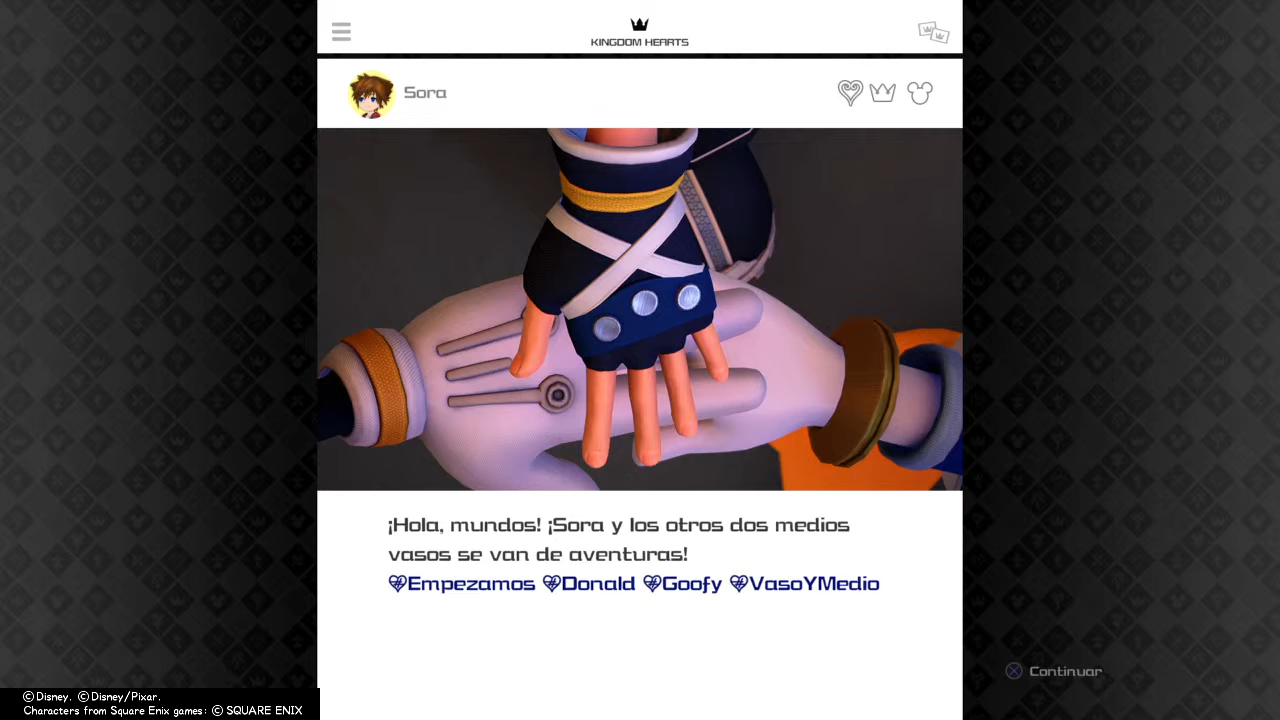 KINGDOM HEARTS
Sora
¡Hola, mundos! ¡Sora y los otros dos medios
vasos se van de aventuras!
Empezamos Donald Goofy VasoYMedio
Continuar
©Disney. ©Disney/Pixar.
Characters from Square Enix games: © SQUARE ENIX